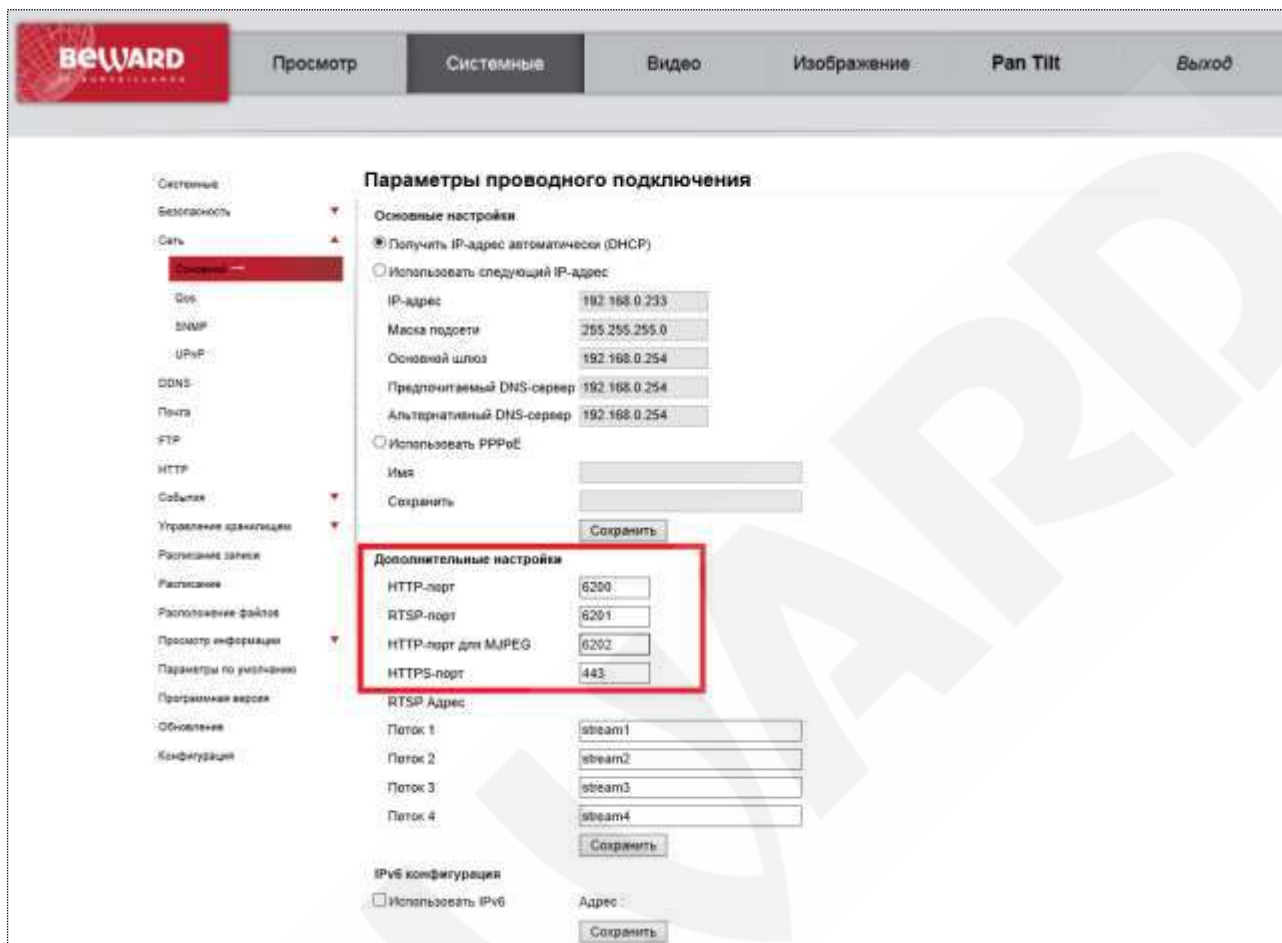 BEWARD
Просмотр
Системные
Видео
Изображение
Pan Tilt
Выход
Системные
Безопасность
Сеть
Основной
Qos
SNMP
UPnP
DDNS
Почта
FTP
HTTP
События
Управление хранилищем
Расписание записи
Расписание
Расположение файлов
Просмотр информации
Параметры по умолчанию
Программная версия
Обновление
Конфигурация
Параметры проводного подключения
Основные настройки
Получить IP-адрес автоматически (DHCP)
Использовать следующий IP-адрес
IP-адрес 192.168.0.233
Маска подсети 255.255.255.0
Основной шлюз 192.168.0.254
Предпочитаемый DNS-сервер 192.168.0.254
Альтернативный DNS-сервер 192.168.0.254
Использовать PPPoE
Имя
Сохранить
Сохранить
Дополнительные настройки
HTTP-порт 6200
RTSP-порт 6201
HTTP-порт для MJPEG 6202
HTTPS-порт 443
RTSP Адрес
Поток 1 stream1
Поток 2 stream2
Поток 3 stream3
Поток 4 stream4
Сохранить
IPv6 конфигурация
Использовать IPv6 Адрес :
Сохранить